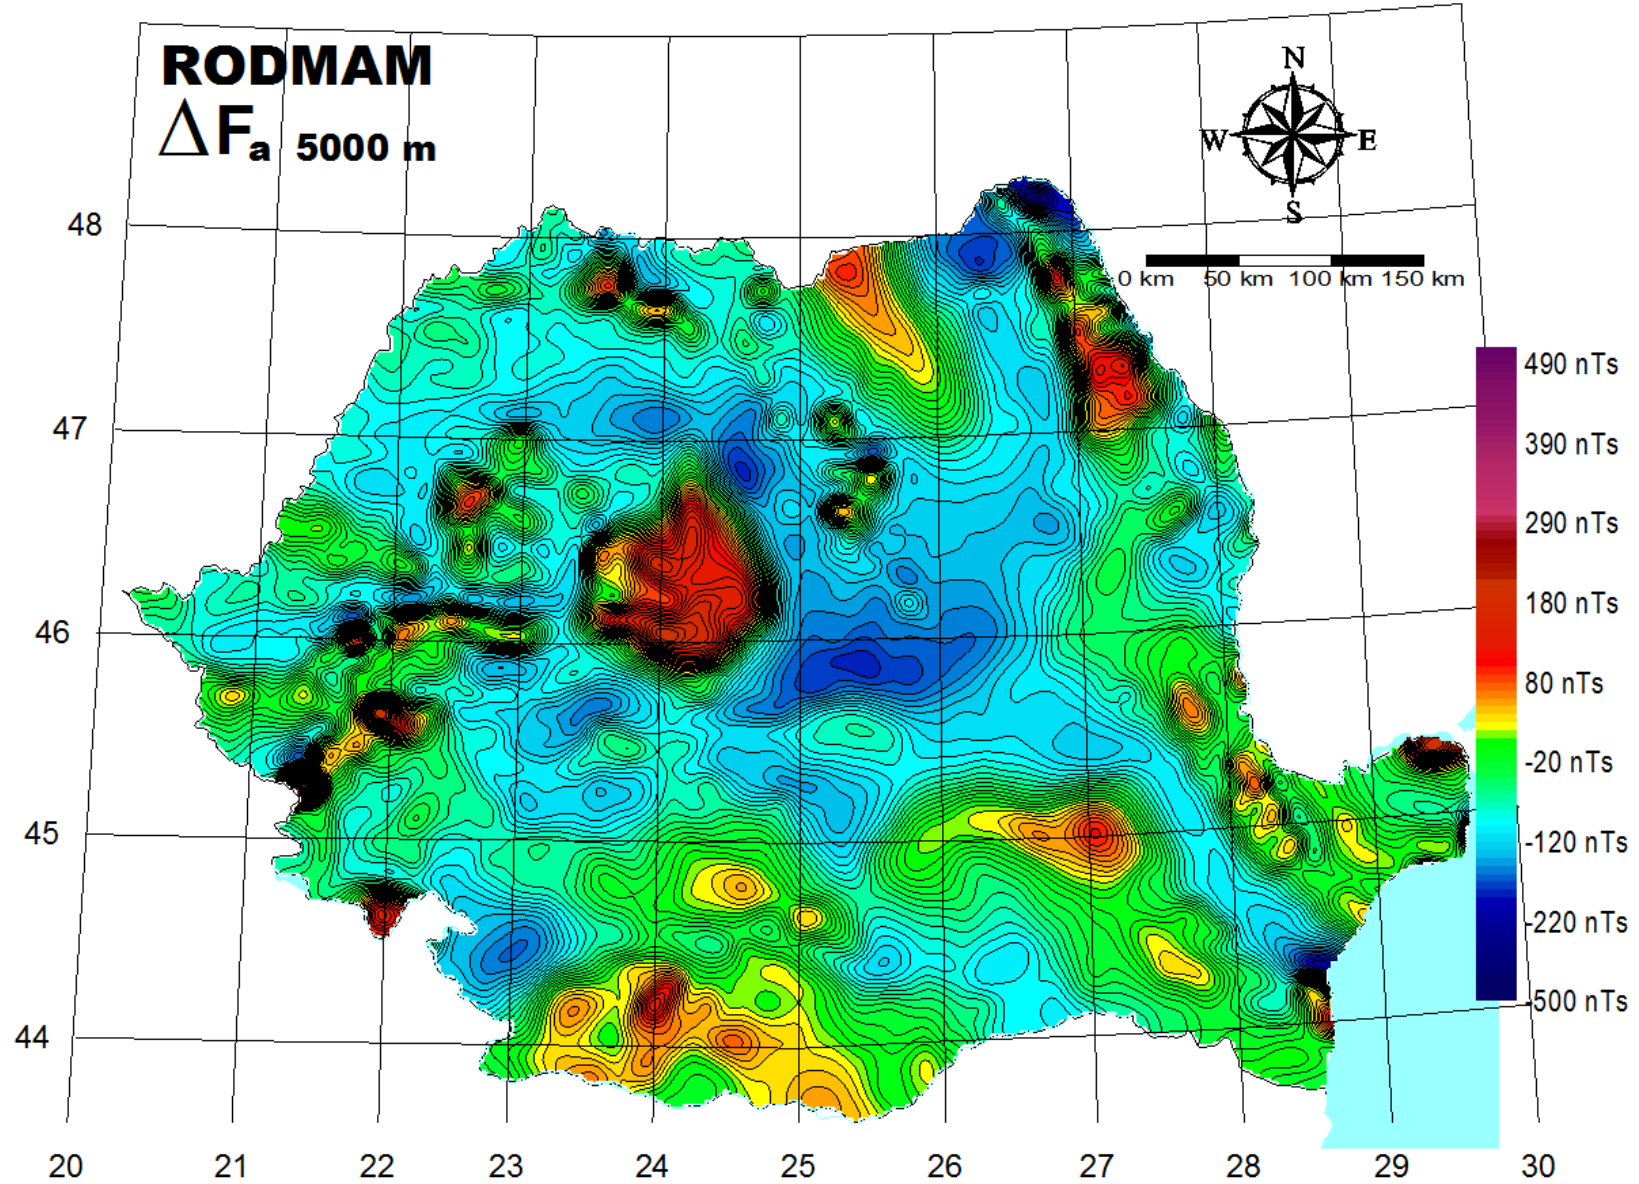 RODMAM
ΔFa 5000 m
N
W E
S
0 km 50 km 100 km 150 km
48
47
46
45
44
490 nTs
390 nTs
290 nTs
180 nTs
80 nTs
-20 nTs
-120 nTs
-220 nTs
-500 nTs
20 21 22 23 24 25 26 27 28 29 30